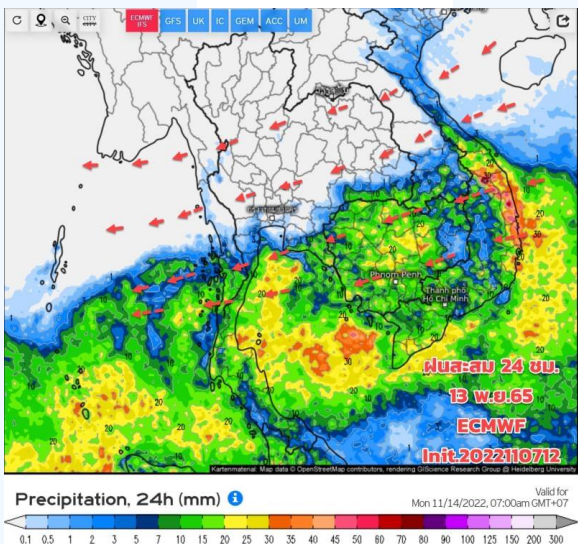 CITY
ECMWF IFS
GFS
UK
IC
GEM
ACC
UM
Phnom Penh
Thành phố
Hồ Chí Minh
ฝนสะสม 24 ชม.
13 พ.ย.65
ECMWF
Init.2022110712
Kartenmaterial: Map data © OpenStreetMap contributors, rendering GIScience Research Group @ Heidelberg University
Precipitation, 24h (mm)
Valid for
Mon 11/14/2022, 07:00am GMT+07
0.1 0.5 1 2 3 5 7 10 15 20 25 30 35 40 45 50 60 70 80 90 100 125 150 200 300